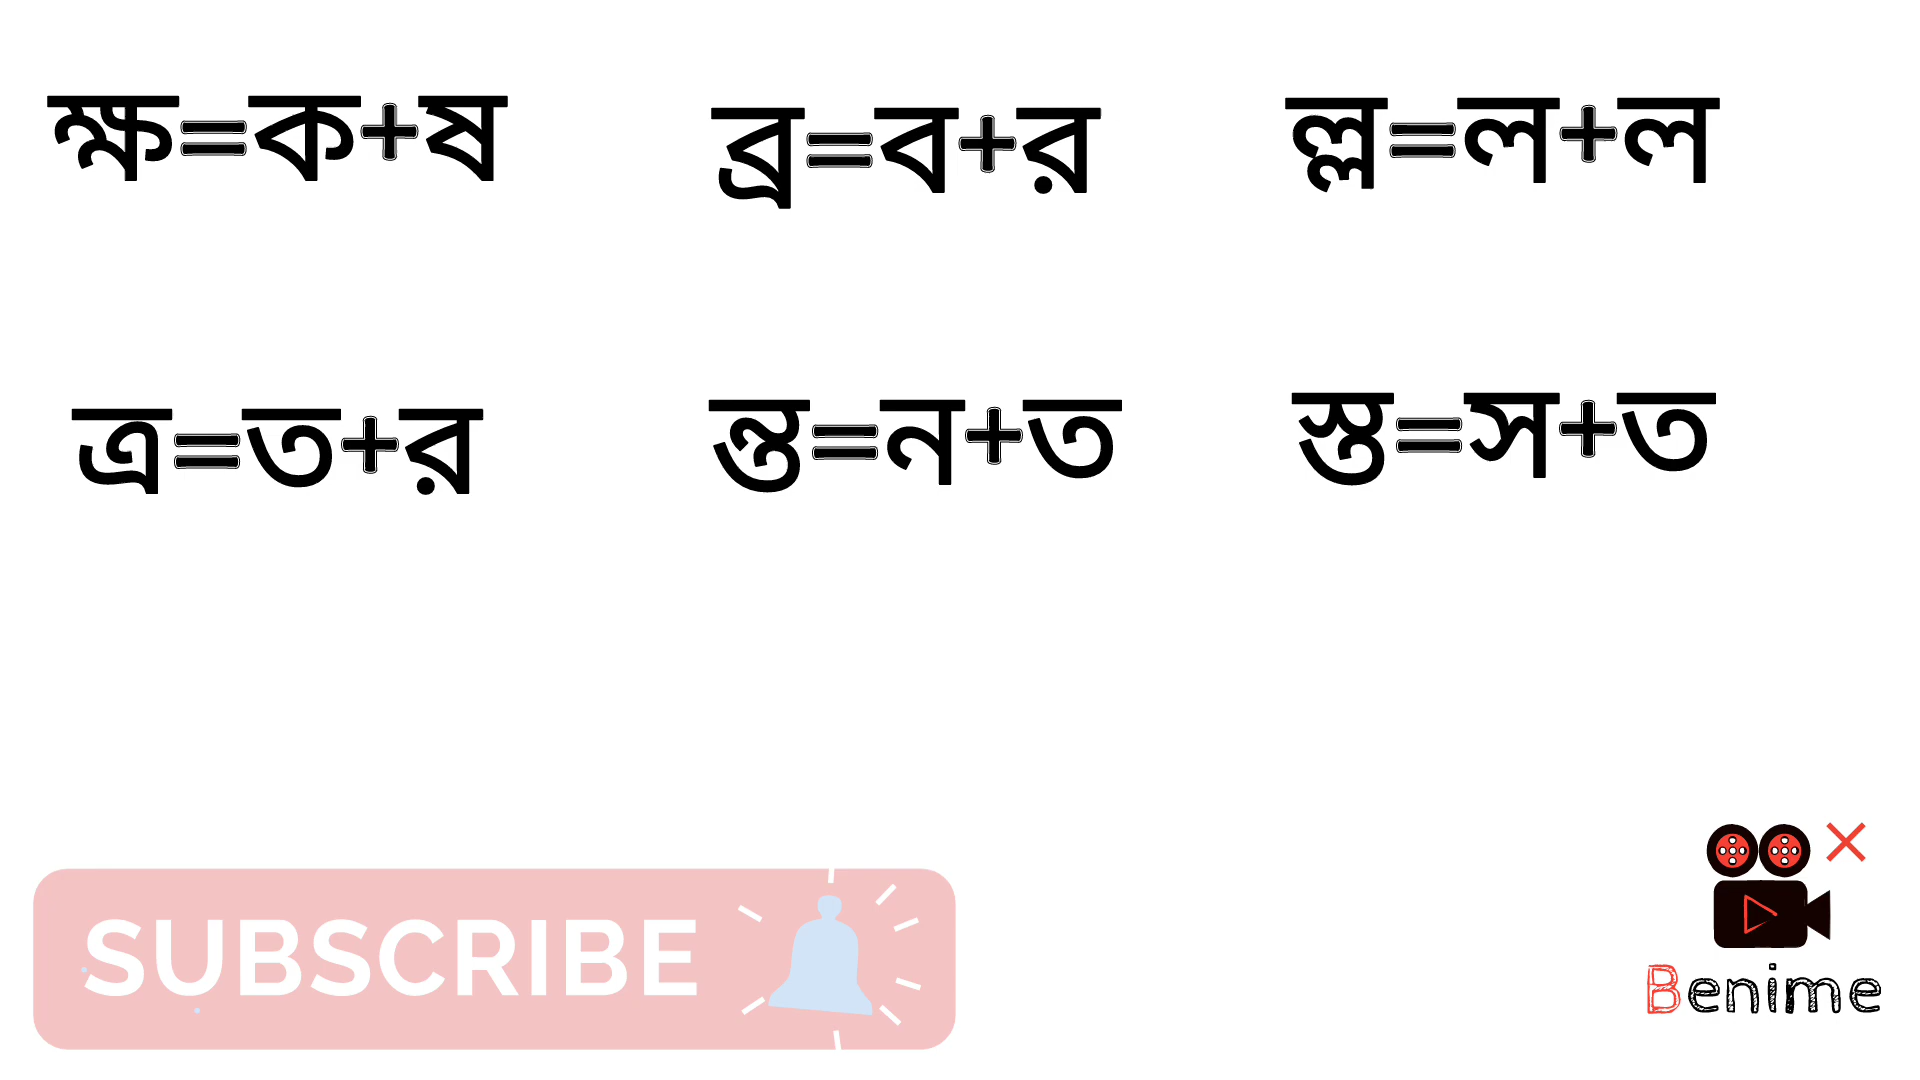 ক্ষ=ক+ষ ব্র=ব+র ল্ল=ল+ল
ত্র=ত+র ন্ত=ন+ত স্ত=স+ত
SUBSCRIBE
Benime